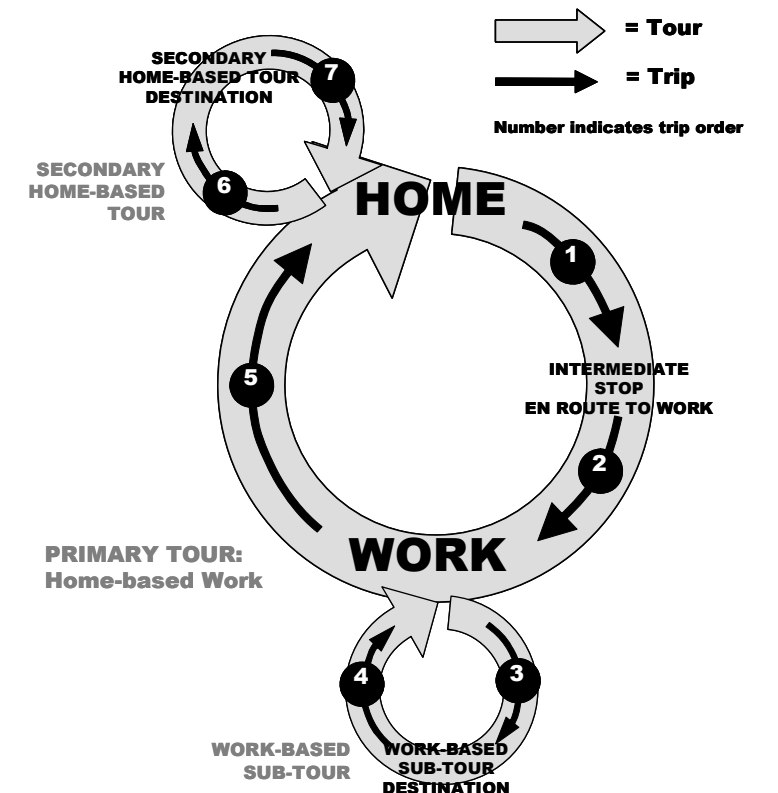 = Tour
= Trip
Number indicates trip order
SECONDARY
HOME-BASED TOUR
DESTINATION
7
SECONDARY
HOME-BASED
TOUR
6
HOME
1
INTERMEDIATE
STOP
EN ROUTE TO WORK
5
2
WORK
PRIMARY TOUR:
Home-based Work
3
4
WORK-BASED
SUB-TOUR
WORK-BASED
SUB-TOUR
DESTINATION